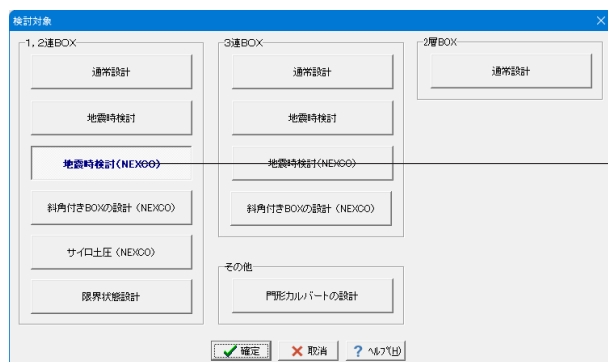 検討対象
1,2連BOX
通常設計
地震時検討
地震時検討(NEXCO)
斜角付きBOXの設計(NEXCO)
サイロ土圧(NEXCO)
限界状態設計
3連BOX
通常設計
地震時検討
地震時検討(NEXCO)
斜角付きBOXの設計(NEXCO)
その他
門形カルバートの設計
2層BOX
通常設計
確定
取消
? ヘルプ(H)